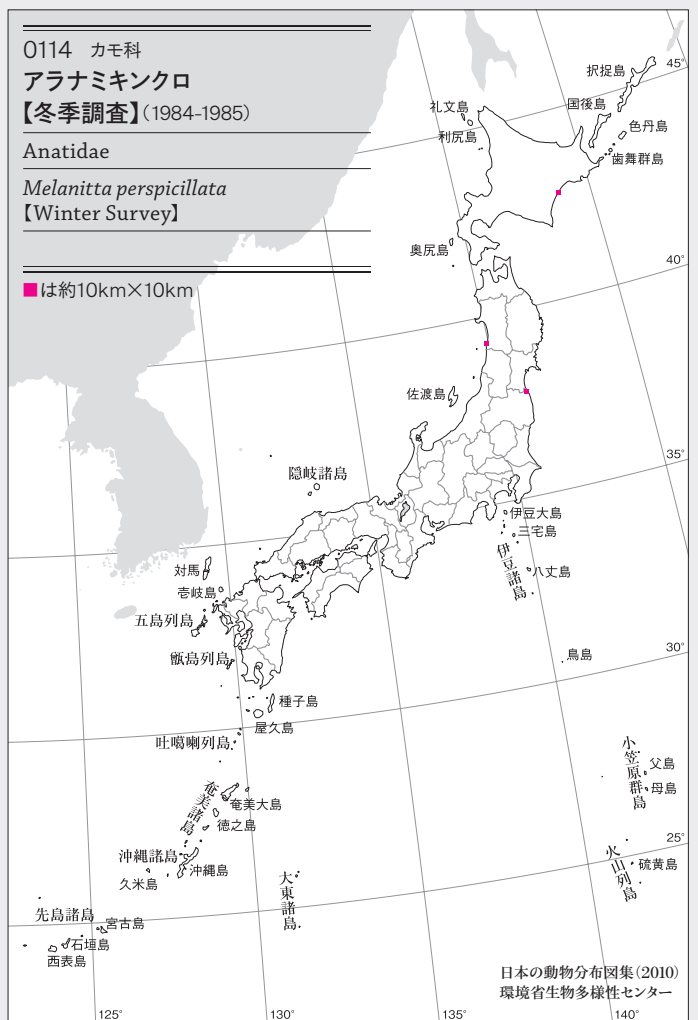 0114 カモ科
アラナミキンクロ
【冬季調査】(1984-1985)
Anatidae
Melanitta perspicillata
【Winter Survey】
■は約10km×10km
択捉島
45°
礼文島
国後島
色丹島
利尻島
歯舞群島
奥尻島
40°
佐渡島
35°
隠岐諸島
伊豆大島
三宅島
伊豆諸島
八丈島
対馬
壱岐島
五島列島
甑島列島
鳥島
30°
種子島
屋久島
吐噶喇列島
小笠原群島
父島
母島
奄美諸島
奄美大島
徳之島
25°
沖縄諸島
沖縄島
久米島
大東諸島
火山列島
硫黄島
先島諸島
宮古島
石垣島
西表島
日本の動物分布図集(2010)
環境省生物多様性センター
125°
130°
135°
140°